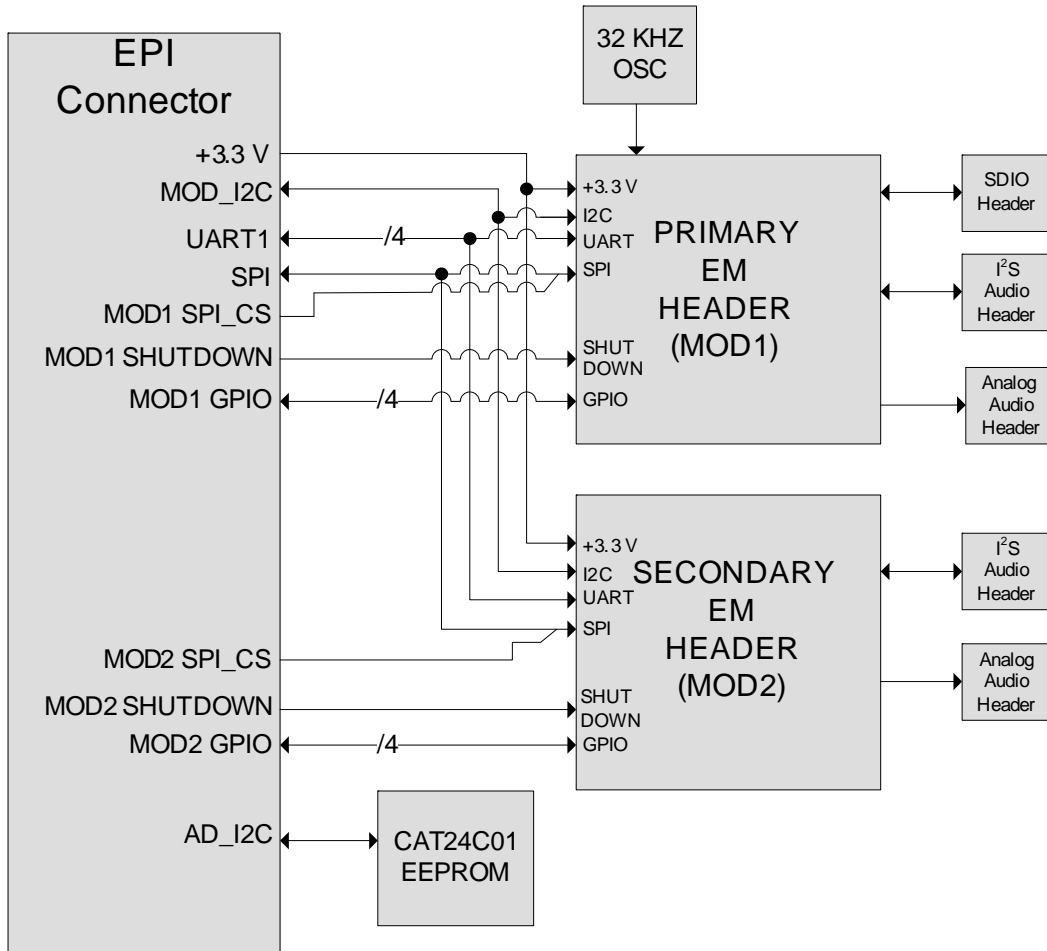 EPI
Connector
+3.3 V
MOD_I2C
UART1
SPI
MOD1 SPI_CS
MOD1 SHUTDOWN
MOD1 GPIO
MOD2 SPI_CS
MOD2 SHUTDOWN
MOD2 GPIO
AD_I2C
/4
/4
/4
32 KHZ
OSC
+3.3 V
I2C
UART
SPI
SHUT
DOWN
GPIO
PRIMARY
EM
HEADER
(MOD1)
SDIO
Header
I²S
Audio
Header
Analog
Audio
Header
+3.3 V
I2C
UART
SPI
SHUT
DOWN
GPIO
SECONDARY
EM
HEADER
(MOD2)
I²S
Audio
Header
Analog
Audio
Header
CAT24C01
EEPROM